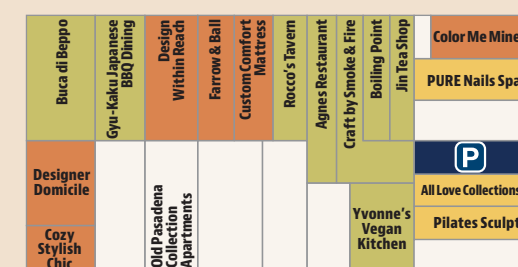 Buca di Beppo
Gyu-Kaku Japanese
BBQ Dining
Design
Within Reach
Farrow & Ball
Custom Comfort
Mattress
Rocco's Tavern
Agnes Restaurant
Craft by Smoke & Fire
Boiling Point
Jin Tea Shop
Color Me Mine
PURE Nails Spa
P
All Love Collections
Pilates Sculpt
Designer
Domicile
Cozy
Stylish
Chic
Old Pasadena
Collection
Apartments
Yvonne's
Vegan
Kitchen